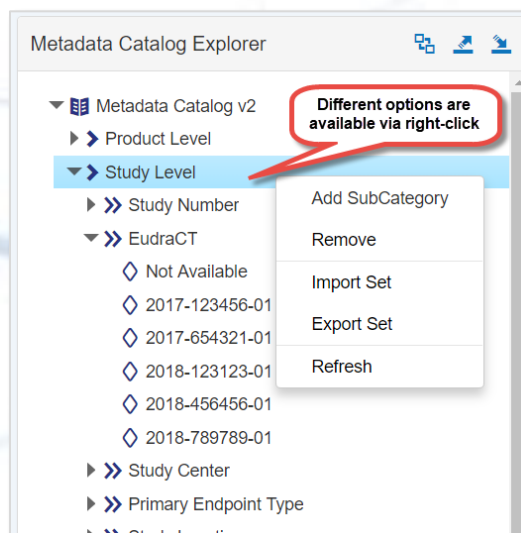 Metadata Catalog Explorer
Metadata Catalog v2
Different options are
available via right-click
Product Level
Study Level
Add SubCategory
Study Number
Remove
EudraCT
Not Available
Import Set
2017-123456-01
Export Set
2017-654321-01
Refresh
2018-123123-01
2018-456456-01
2018-789789-01
Study Center
Primary Endpoint Type